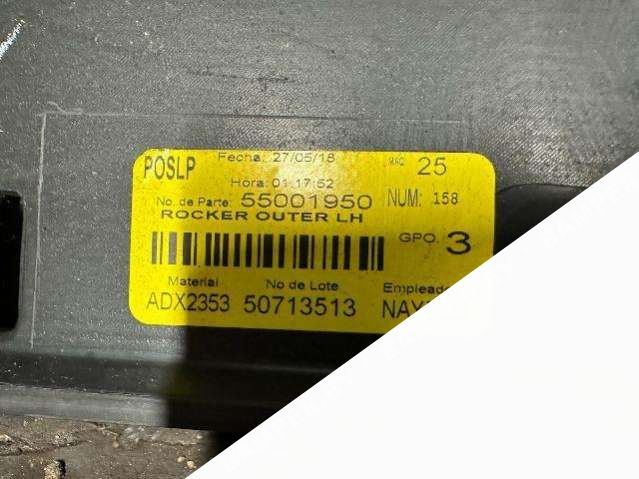 POSLP Fecha: 27/05/18 MAQ 25
Hora: 01:17:52
No. de Parte: 55001950 NUM: 158
ROCKER OUTER LH
GPO. 3
Material No de Lote
ADX2353 50713513